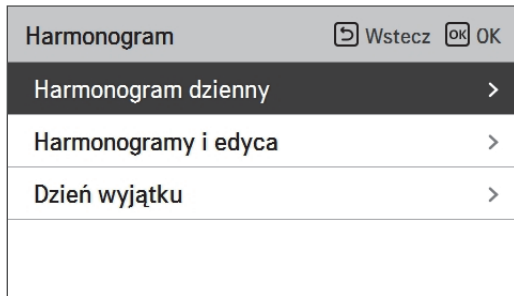 Harmonogram Wstecz OK OK
Harmonogram dzienny
Harmonogramy i edyca
Dzień wyjątku